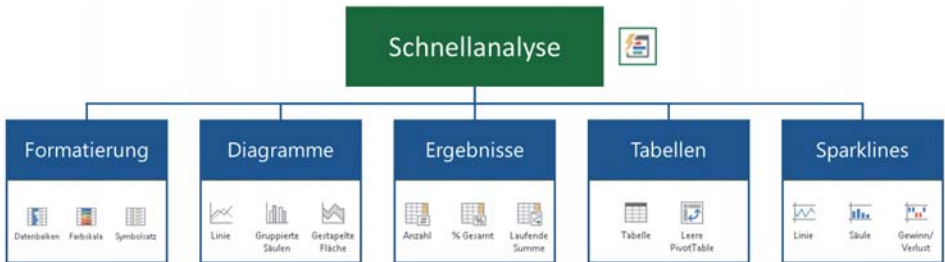 Schnellanalyse
Formatierung
Datenbalken Farbskala Symbolsatz
Diagramme
Linie Gruppierte Säulen Gestapelte Fläche
Ergebnisse
Anzahl % Gesamt Laufende Summe
Tabellen
Tabelle Leere PivotTable
Sparklines
Linie Säule Gewinn/ Verlust